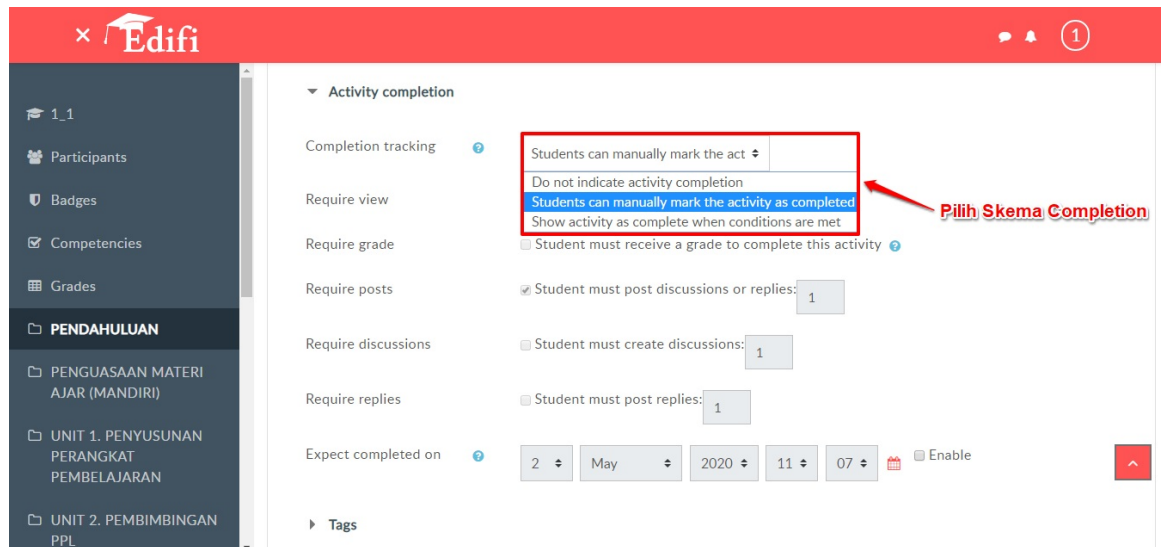 × Edifi
1
1_1
Participants
Badges
Competencies
Grades
PENDAHULUAN
PENGUASAAN MATERI
AJAR (MANDIRI)
UNIT 1. PENYUSUNAN
PERANGKAT
PEMBELAJARAN
UNIT 2. PEMBIMBINGAN
PPL
Activity completion
Completion tracking
Students can manually mark the act
Do not indicate activity completion
Students can manually mark the activity as completed
Show activity as complete when conditions are met
Pilih Skema Completion
Require view
Require grade
Student must receive a grade to complete this activity
Require posts
Student must post discussions or replies: 1
Require discussions
Student must create discussions: 1
Require replies
Student must post replies: 1
Expect completed on
2 May 2020 11 07 Enable
Tags